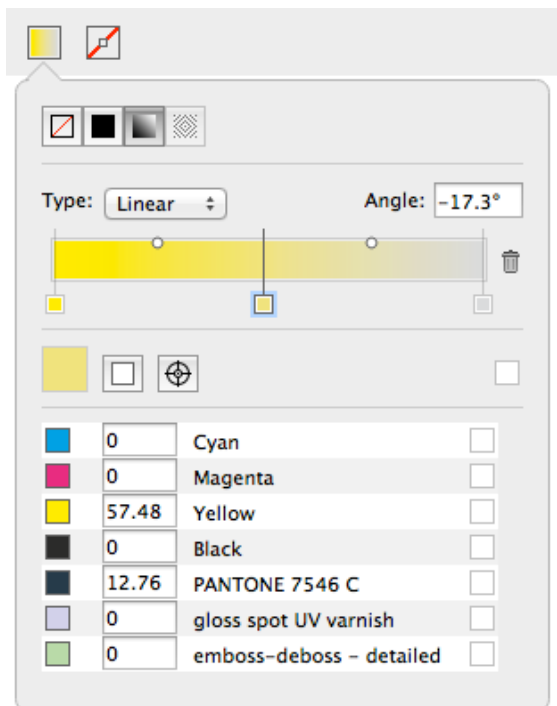 Type: Linear Angle: -17.3°
0 Cyan
0 Magenta
57.48 Yellow
0 Black
12.76 PANTONE 7546 C
0 gloss spot UV varnish
0 emboss-deboss - detailed